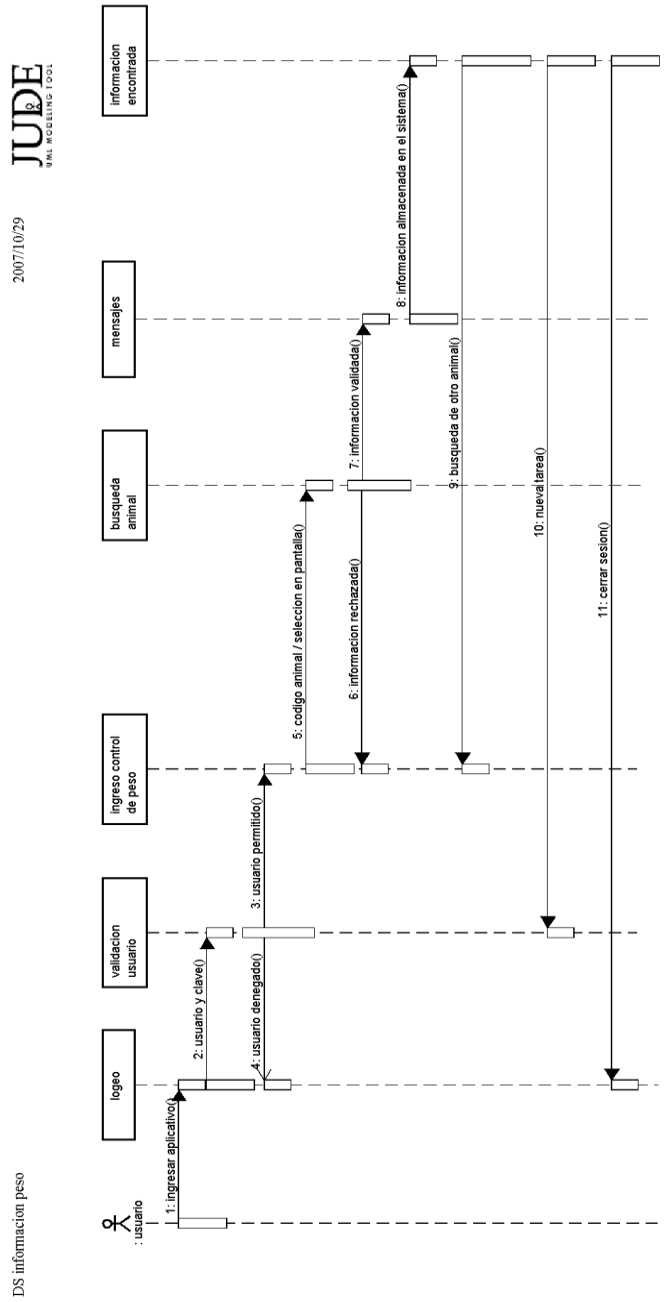 DS informacion peso
2007/10/29
JUDE
UML MODELING TOOL
: usuario
logeo
validacion
usuario
ingreso control
de peso
busqueda
animal
mensajes
informacion
encontrada
1: ingresar aplicativo()
2: usuario y clave()
3: usuario permitido()
4: usuario denegado()
5: codigo animal / seleccion en pantalla()
6: informacion rechazada()
7: informacion validada()
8: informacion almacenada en el sistema()
9: busqueda de otro animal()
10: nueva tarea()
11: cerrar sesion()